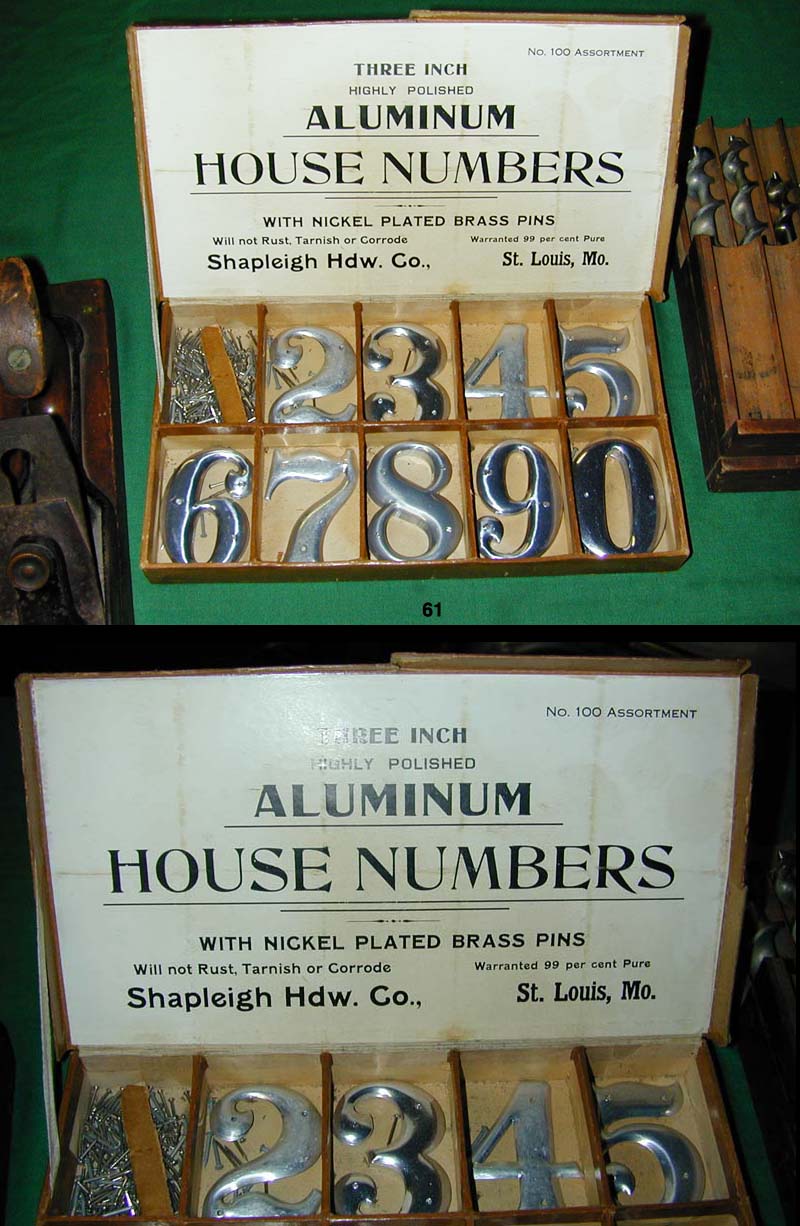 No. 100 Assortment
THREE INCH
HIGHLY POLISHED
ALUMINUM
HOUSE NUMBERS
WITH NICKEL PLATED BRASS PINS
Will not Rust, Tarnish or Corrode Warranted 99 per cent Pure
Shapleigh Hdw. Co., St. Louis, Mo.
2 3 4 5
6 7 8 9 0
61
No. 100 Assortment
THREE INCH
HIGHLY POLISHED
ALUMINUM
HOUSE NUMBERS
WITH NICKEL PLATED BRASS PINS
Will not Rust, Tarnish or Corrode Warranted 99 per cent Pure
Shapleigh Hdw. Co., St. Louis, Mo.
2 3 4 5